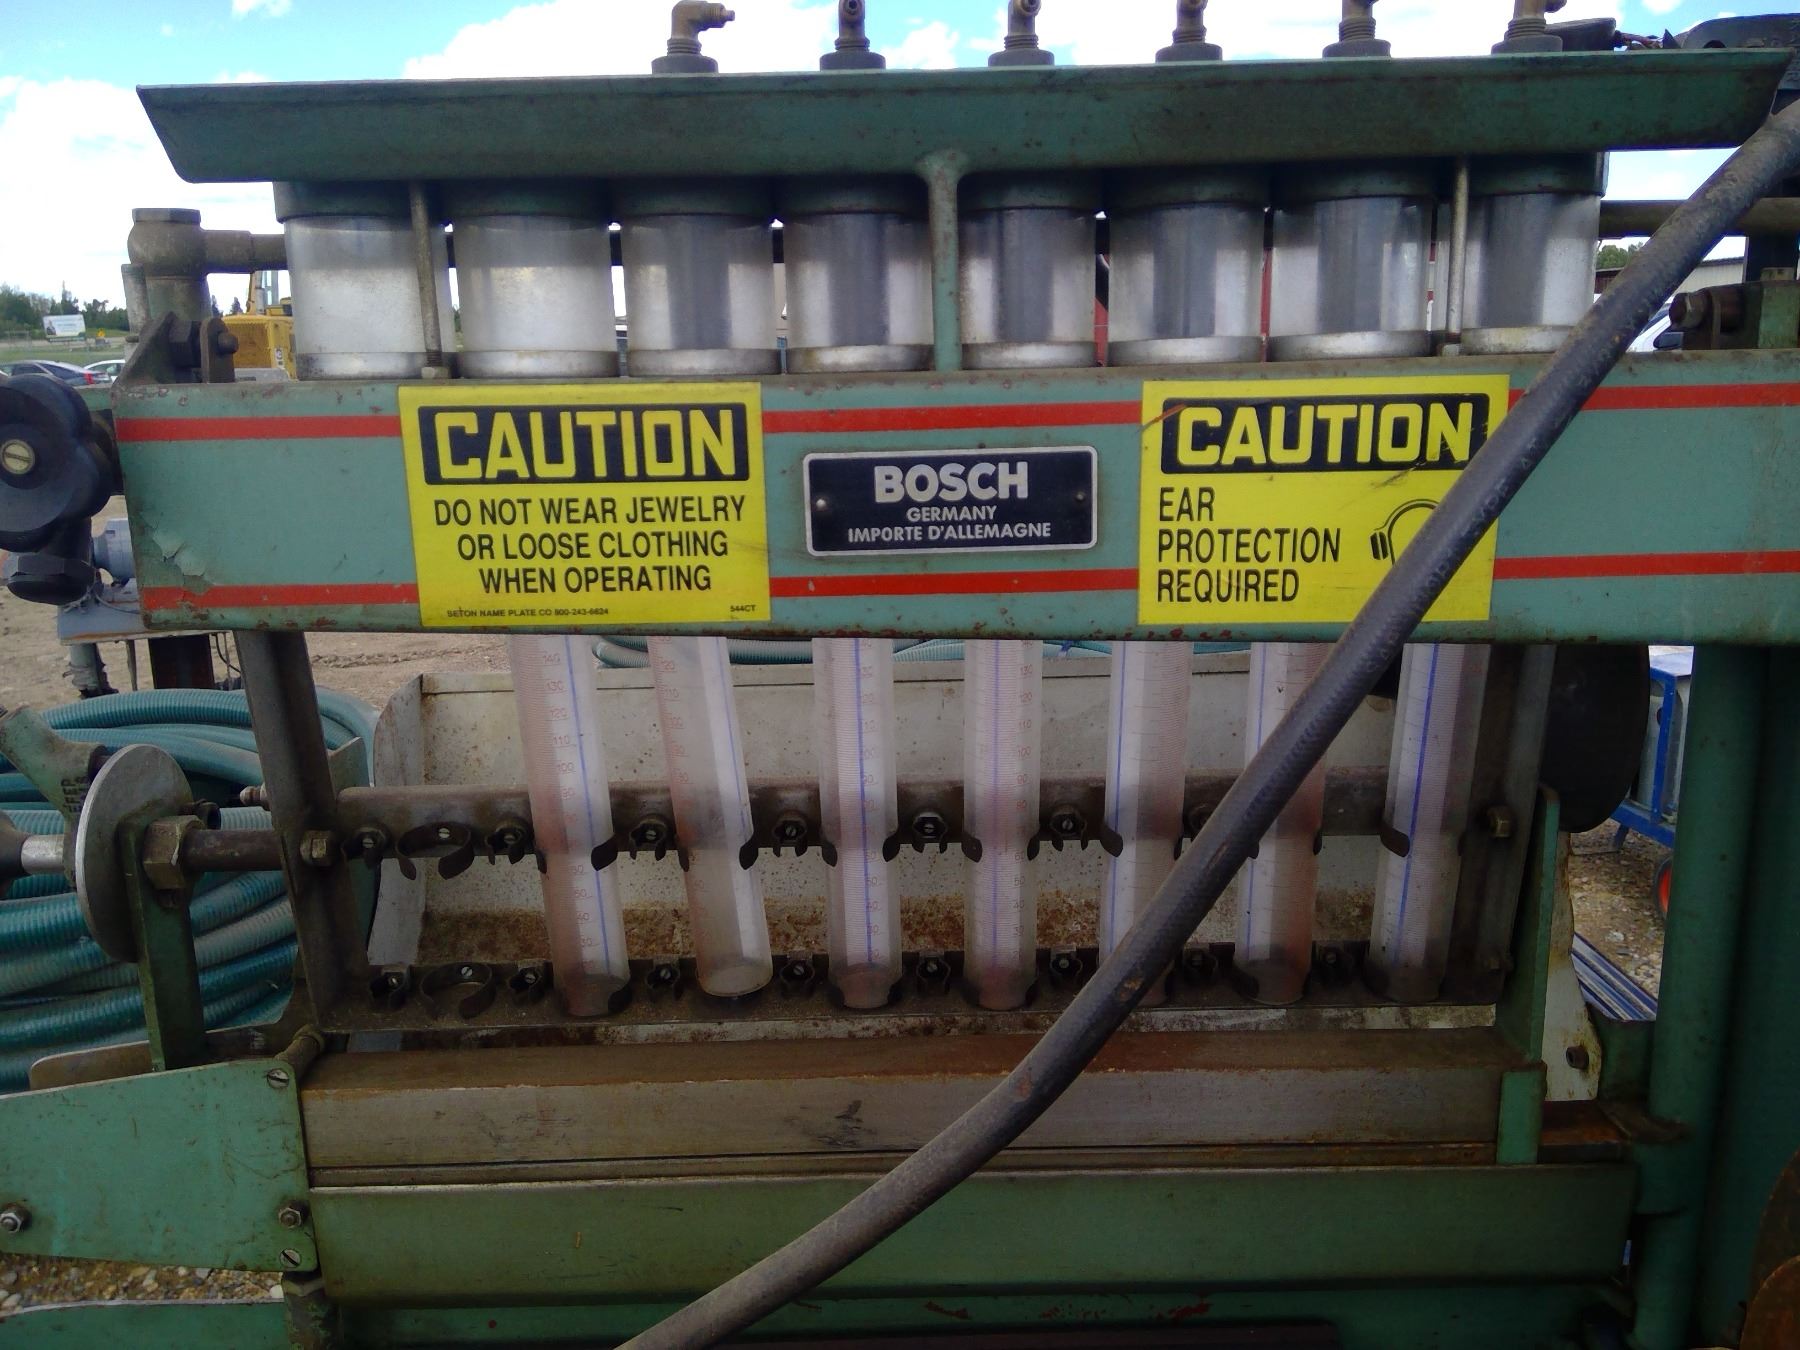 CAUTION
DO NOT WEAR JEWELRY
OR LOOSE CLOTHING
WHEN OPERATING
SETON NAME PLATE CO 800-243-6624
544CT
BOSCH
GERMANY
IMPORTE D'ALLEMAGNE
CAUTION
EAR
PROTECTION
REQUIRED